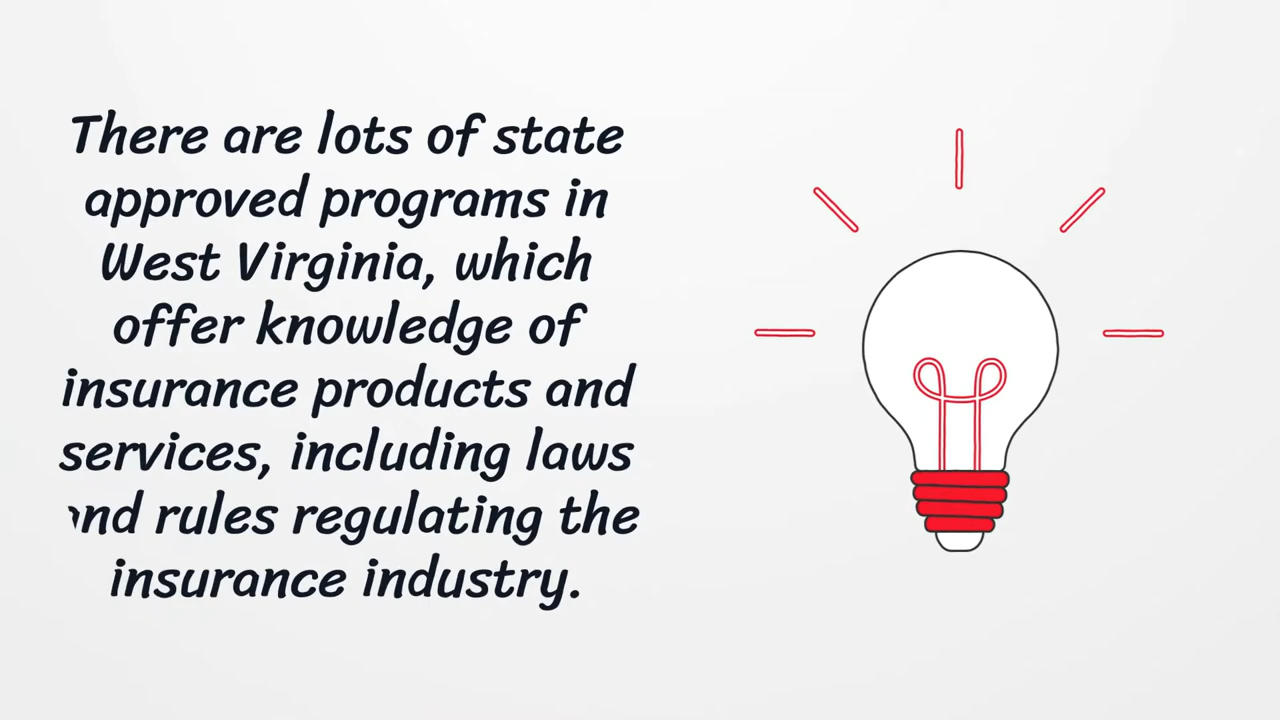 There are lots of state
approved programs in
West Virginia, which
offer knowledge of
insurance products and
services, including laws
and rules regulating the
insurance industry.